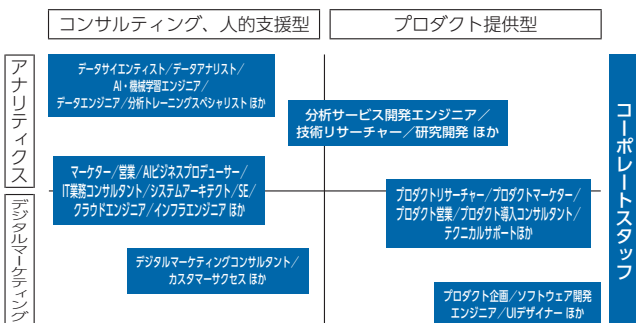 コンサルティング、人的支援型
プロダクト提供型
アナリティクス
データサイエンティスト／データアナリスト／
AI・機械学習エンジニア／
データエンジニア／分析トレーニングスペシャリスト ほか
分析サービス開発エンジニア／
技術リサーチャー／研究開発 ほか
マーケター／営業／AIビジネスプロデューサー／
IT業務コンサルタント／システムアーキテクト／SE／
クラウドエンジニア／インフラエンジニア ほか
プロダクトリサーチャー／プロダクトマーケター／
プロダクト営業／プロダクト導入コンサルタント／
テクニカルサポートほか
デジタルマーケティング
デジタルマーケティングコンサルタント／
カスタマーサクセス ほか
プロダクト企画／ソフトウェア開発
エンジニア／UIデザイナー ほか
コーポレートスタッフ